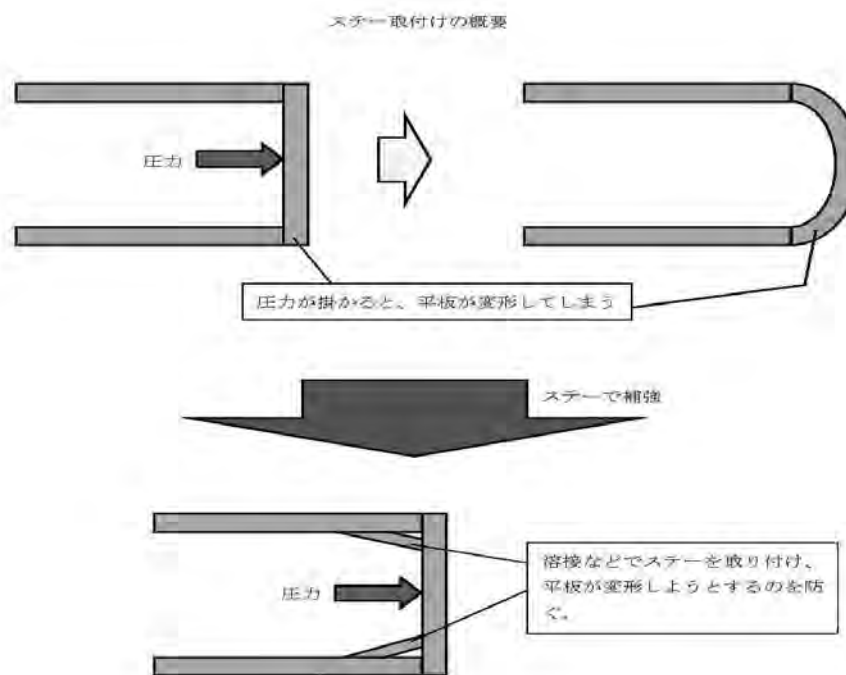 ステー取付けの概要
圧力
圧力が掛かると、平板が変形してしまう
ステーで補強
圧力
溶接などでステーを取り付け、
平板が変形しようとするのを防
ぐ。